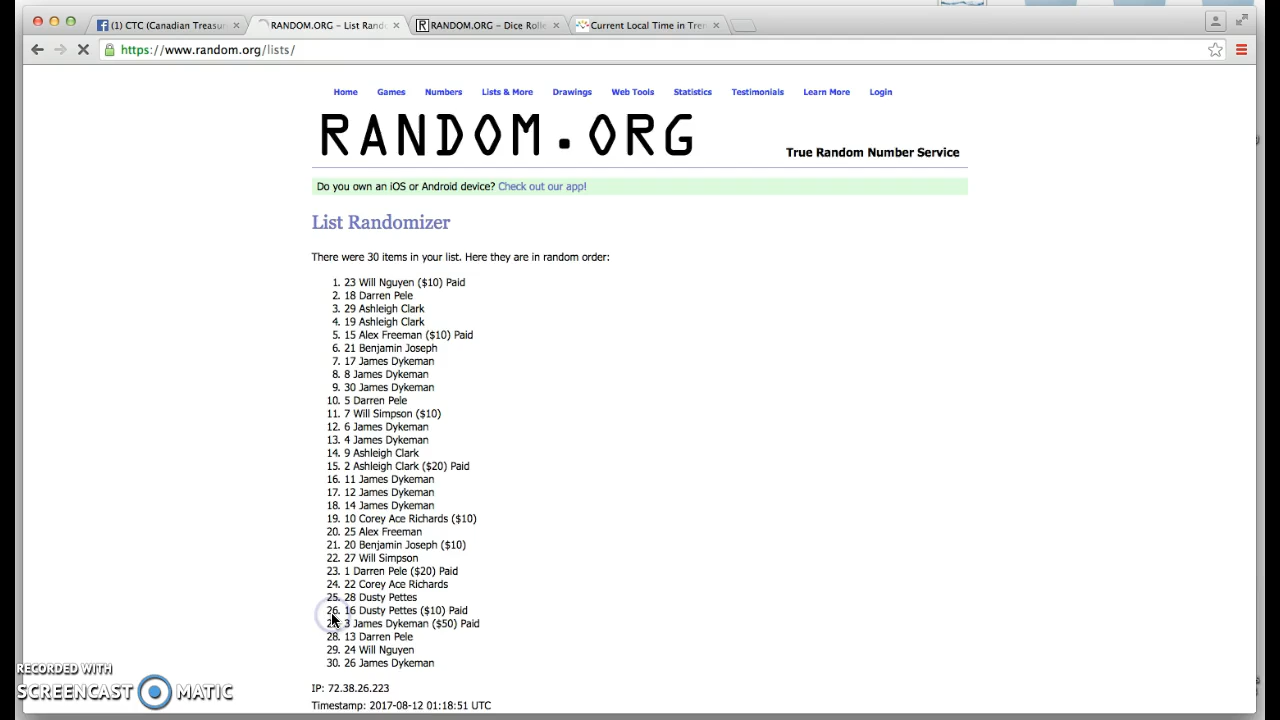 (1) CTC (Canadian Treasur
RANDOM.ORG - List Rando
RANDOM.ORG - Dice Rolle
Current Local Time in Tren
https://www.random.org/lists/
Home Games Numbers Lists & More Drawings Web Tools Statistics Testimonials Learn More Login
RANDOM.ORG
True Random Number Service
Do you own an iOS or Android device? Check out our app!
List Randomizer
There were 30 items in your list. Here they are in random order:
1. 23 Will Nguyen ($10) Paid
2. 18 Darren Pele
3. 29 Ashleigh Clark
4. 19 Ashleigh Clark
5. 15 Alex Freeman ($10) Paid
6. 21 Benjamin Joseph
7. 17 James Dykeman
8. 8 James Dykeman
9. 30 James Dykeman
10. 5 Darren Pele
11. 7 Will Simpson ($10)
12. 6 James Dykeman
13. 4 James Dykeman
14. 9 Ashleigh Clark
15. 2 Ashleigh Clark ($20) Paid
16. 11 James Dykeman
17. 12 James Dykeman
18. 14 James Dykeman
19. 10 Corey Ace Richards ($10)
20. 25 Alex Freeman
21. 20 Benjamin Joseph ($10)
22. 27 Will Simpson
23. 1 Darren Pele ($20) Paid
24. 22 Corey Ace Richards
25. 28 Dusty Pettes
26. 16 Dusty Pettes ($10) Paid
3 James Dykeman ($50) Paid
28. 13 Darren Pele
29. 24 Will Nguyen
30. 26 James Dykeman
IP: 72.38.26.223
Timestamp: 2017-08-12 01:18:51 UTC
RECORDED WITH
SCREENCAST MATIC